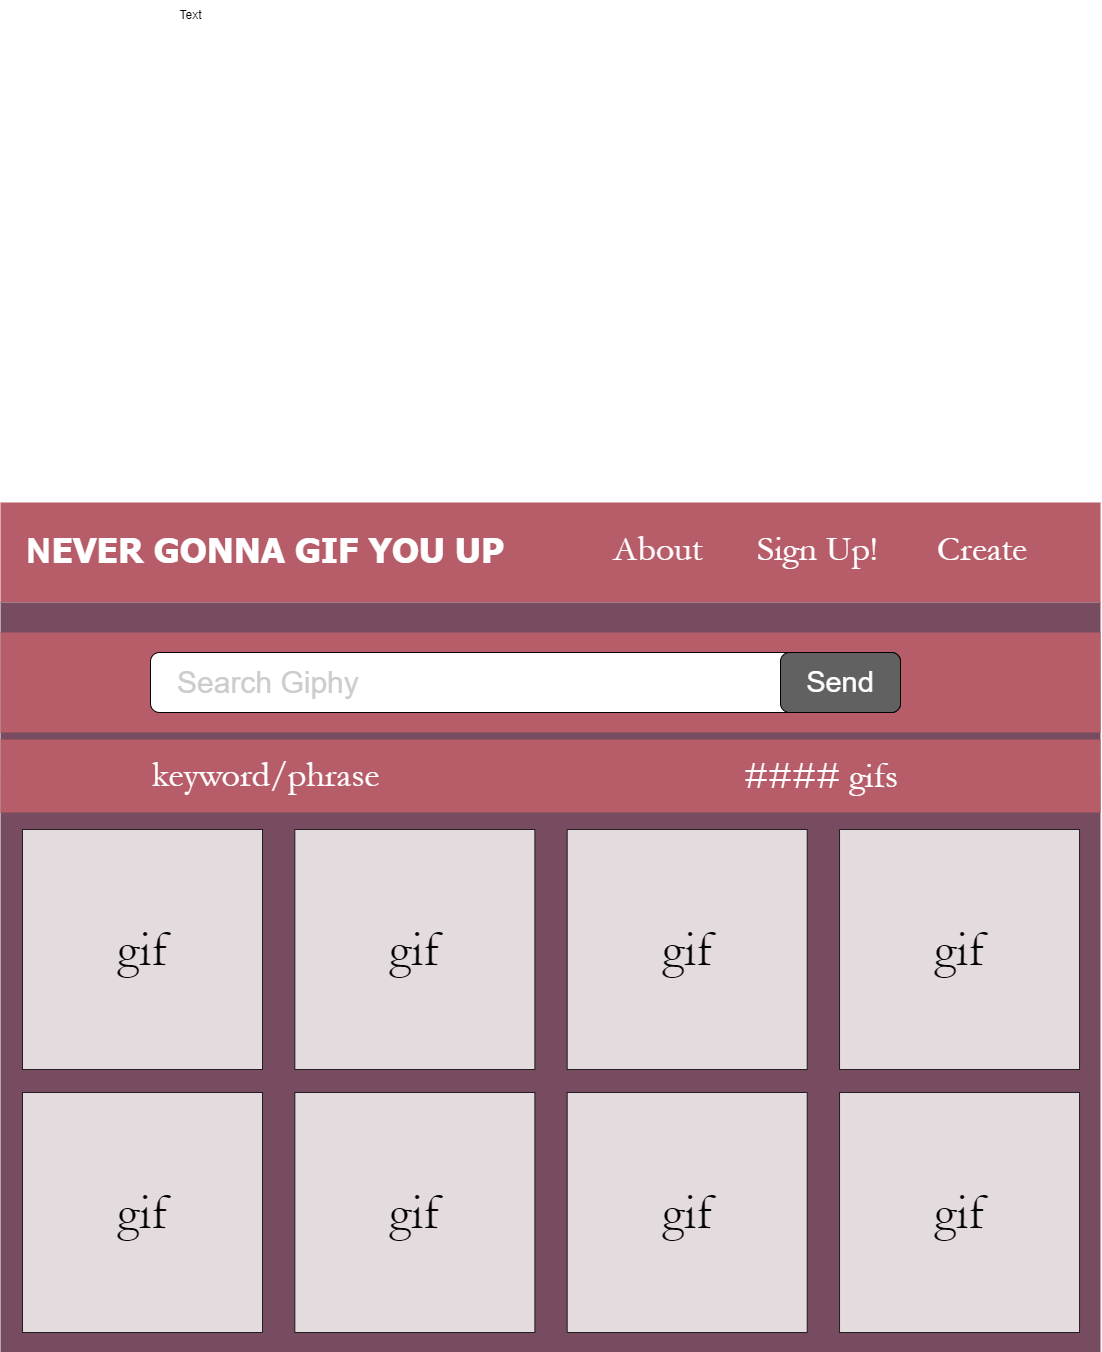 Text
NEVER GONNA GIF YOU UP About Sign Up! Create
Search Giphy Send
keyword/phrase #### gifs
gif gif gif gif
gif gif gif gif